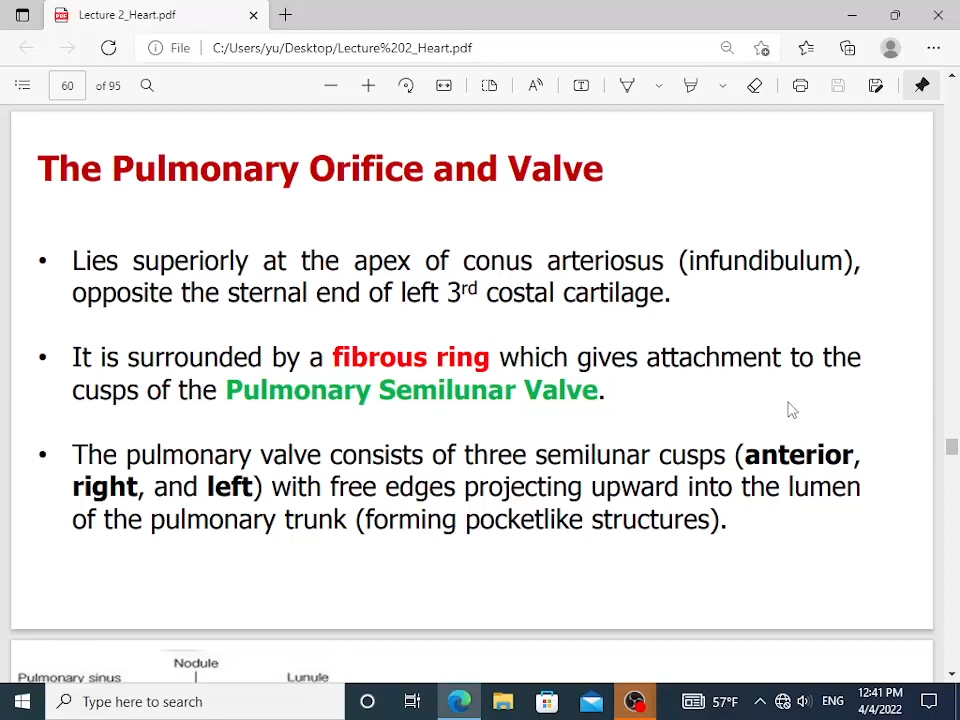 Lecture 2_Heart.pdf
File
C:/Users/yu/Desktop/Lecture%202_Heart.pdf
60 of 95
The Pulmonary Orifice and Valve
• Lies superiorly at the apex of conus arteriosus (infundibulum),
opposite the sternal end of left 3rd costal cartilage.
• It is surrounded by a fibrous ring which gives attachment to the
cusps of the Pulmonary Semilunar Valve.
• The pulmonary valve consists of three semilunar cusps (anterior,
right, and left) with free edges projecting upward into the lumen
of the pulmonary trunk (forming pocketlike structures).
Nodule
Pulmonary sinus
Lunule
Type here to search
57°F
ENG
12:41 PM
4/4/2022